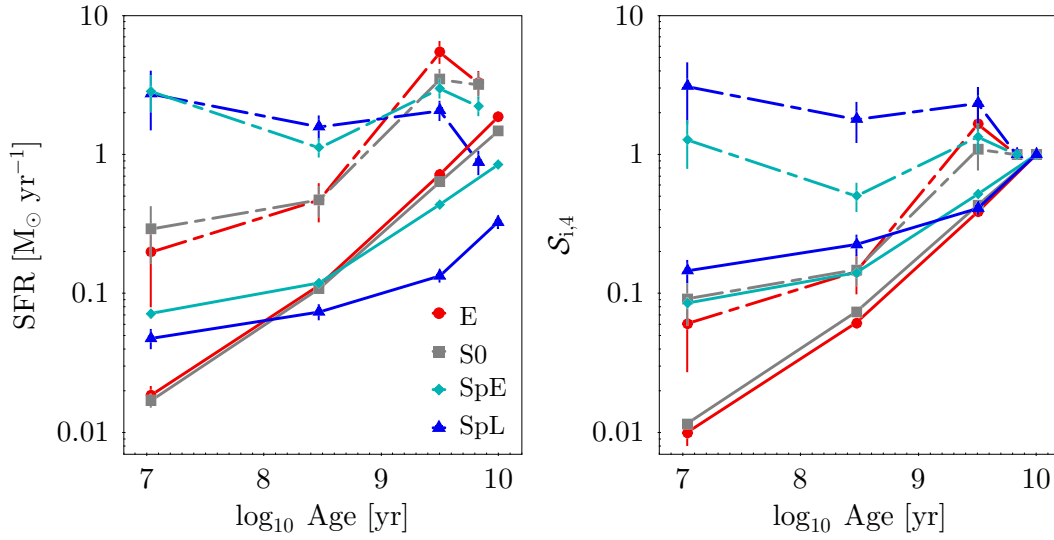 10
1
0.1
0.01
SFR [M⊙ yr⁻¹]
7 8 9 10
log₁₀ Age [yr]
E
S0
SpE
SpL
10
1
0.1
0.01
𝒮i,4
7 8 9 10
log₁₀ Age [yr]